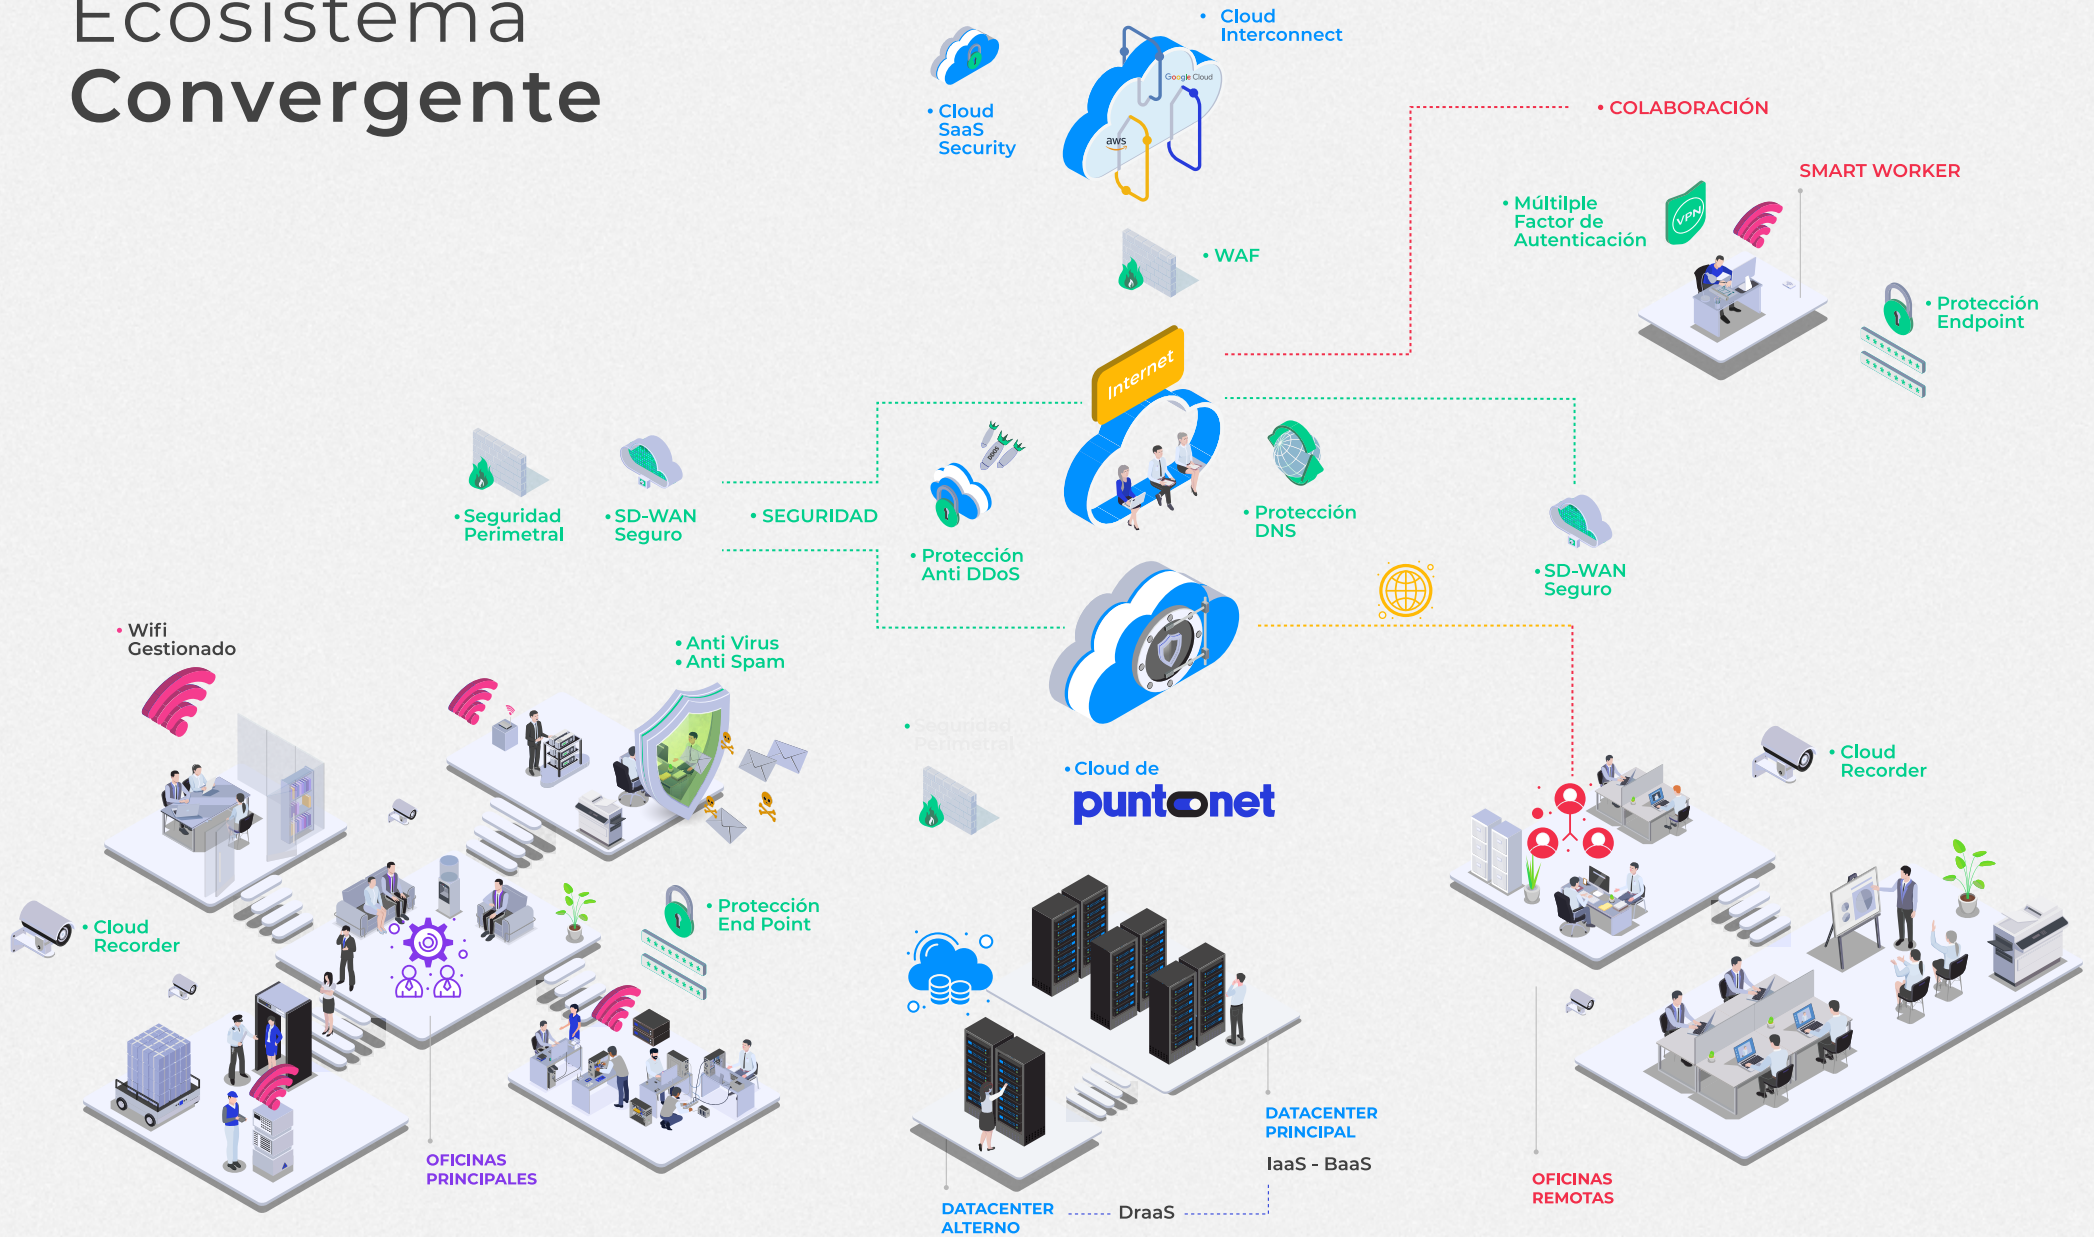 Ecosistema
Convergente
• Cloud
Interconnect
Google Cloud
aws
• Cloud
SaaS
Security
• COLABORACIÓN
SMART WORKER
• Múltilple
Factor de
Autenticación
VPN
• WAF
• Protección
Endpoint
Internet
DDOS
• Seguridad
Perimetral
• SD-WAN
Seguro
• SEGURIDAD
• Protección
Anti DDoS
• Protección
DNS
• SD-WAN
Seguro
• Wifi
Gestionado
• Anti Virus
• Anti Spam
• Seguridad
Perimetral
• Cloud de
puntonet
• Cloud
Recorder
• Cloud
Recorder
• Protección
End Point
OFICINAS
PRINCIPALES
DATACENTER
PRINCIPAL
IaaS - BaaS
DATACENTER
ALTERNO
DraaS
OFICINAS
REMOTAS